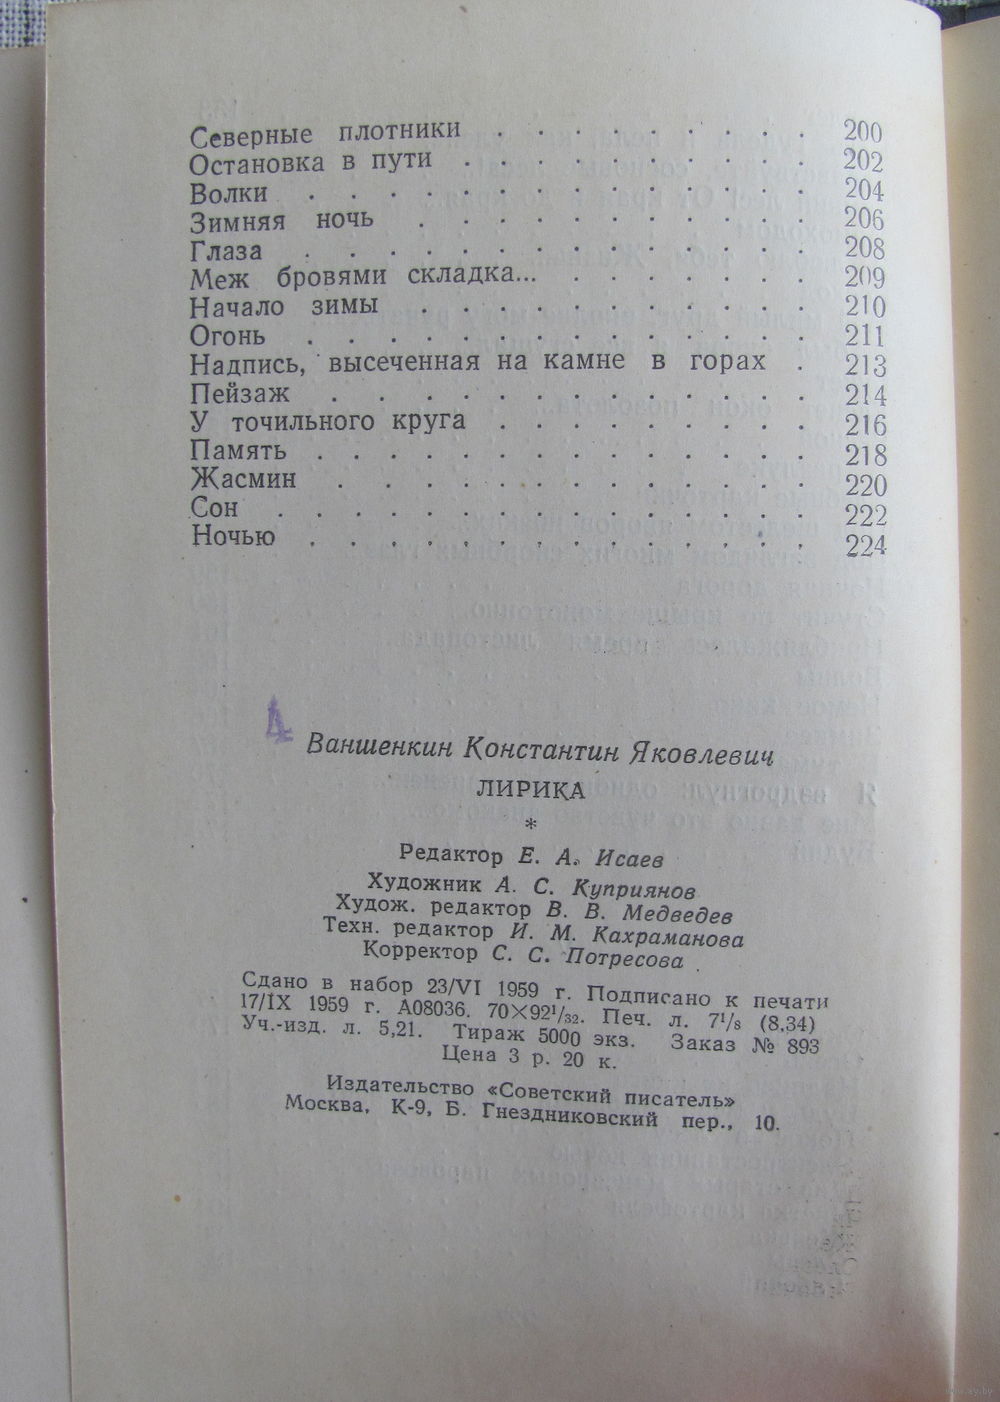 Северные плотники . . . . . . . . . 200
Остановка в пути . . . . . . . . . . 202
Волки . . . . . . . . . . . . . . 204
Зимняя ночь . . . . . . . . . . . 206
Глаза . . . . . . . . . . . . . . 208
Меж бровями складка... . . . . . . . 209
Начало зимы . . . . . . . . . . . 210
Огонь . . . . . . . . . . . . . . 211
Надпись, высеченная на камне в горах . 213
Пейзаж . . . . . . . . . . . . . 214
У точильного круга . . . . . . . . . 216
Память . . . . . . . . . . . . . . 218
Жасмин . . . . . . . . . . . . . 220
Сон . . . . . . . . . . . . . . . 222
Ночью . . . . . . . . . . . . . . 224
4
Ваншенкин Константин Яковлевич
ЛИРИКА
*
Редактор Е. А. Исаев
Художник А. С. Куприянов
Худож. редактор В. В. Медведев
Техн. редактор И. М. Кахраманова
Корректор С. С. Потресова
Сдано в набор 23/VI 1959 г. Подписано к печати
17/IX 1959 г. А08036. 70×92¹/₃₂. Печ. л. 7¹/₈ (8,34)
Уч.-изд. л. 5,21. Тираж 5000 экз. Заказ № 893
Цена 3 р. 20 к.
Издательство «Советский писатель»
Москва, К-9, Б. Гнездниковский пер., 10.